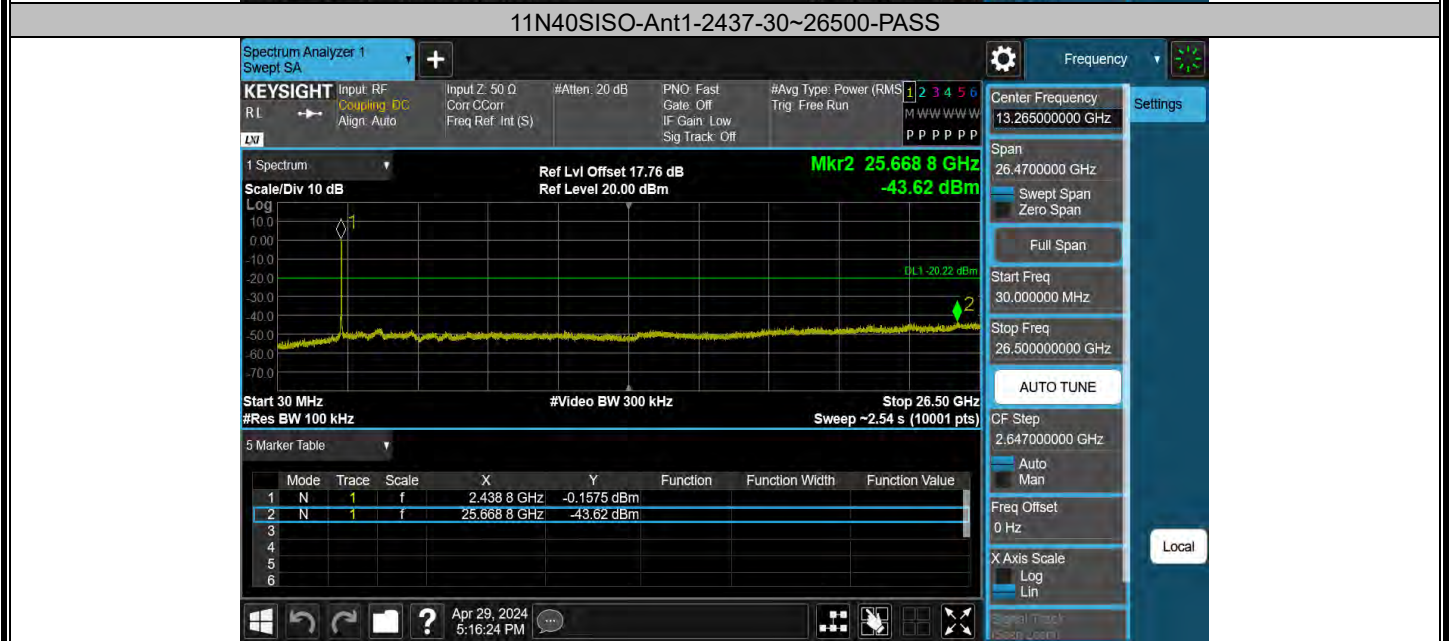 11N40SISO-Ant1-2437-30~26500-PASS
Spectrum Analyzer 1
Swept SA
+
Frequency
KEYSIGHT
R L
LXI
Input: RF
Coupling: DC
Align: Auto
Input Z: 50 Ω
Corr CCorr
Freq Ref: Int (S)
#Atten: 20 dB
PNO: Fast
Gate: Off
IF Gain: Low
Sig Track: Off
#Avg Type: Power (RMS
Trig: Free Run
1 2 3 4 5 6
M W W W W W
P P P P P P
1 Spectrum
Scale/Div 10 dB
Log
Ref Lvl Offset 17.76 dB
Ref Level 20.00 dBm
Mkr2 25.668 8 GHz
-43.62 dBm
10.0
0.00
-10.0
-20.0
-30.0
-40.0
-50.0
-60.0
-70.0
1
DL1 -20.22 dBm
2
Start 30 MHz
#Res BW 100 kHz
#Video BW 300 kHz
Stop 26.50 GHz
Sweep ~2.54 s (10001 pts)
5 Marker Table
Mode Trace Scale X Y Function Function Width Function Value
1 N 1 f 2.438 8 GHz -0.1575 dBm
2 N 1 f 25.668 8 GHz -43.62 dBm
3
4
5
6
?
Apr 29, 2024
5:16:24 PM
Center Frequency
13.265000000 GHz
Settings
Span
26.4700000 GHz
Swept Span
Zero Span
Full Span
Start Freq
30.000000 MHz
Stop Freq
26.500000000 GHz
AUTO TUNE
CF Step
2.647000000 GHz
Auto
Man
Freq Offset
0 Hz
X Axis Scale
Log
Lin
Local
Signal Track
(Span Zoom)